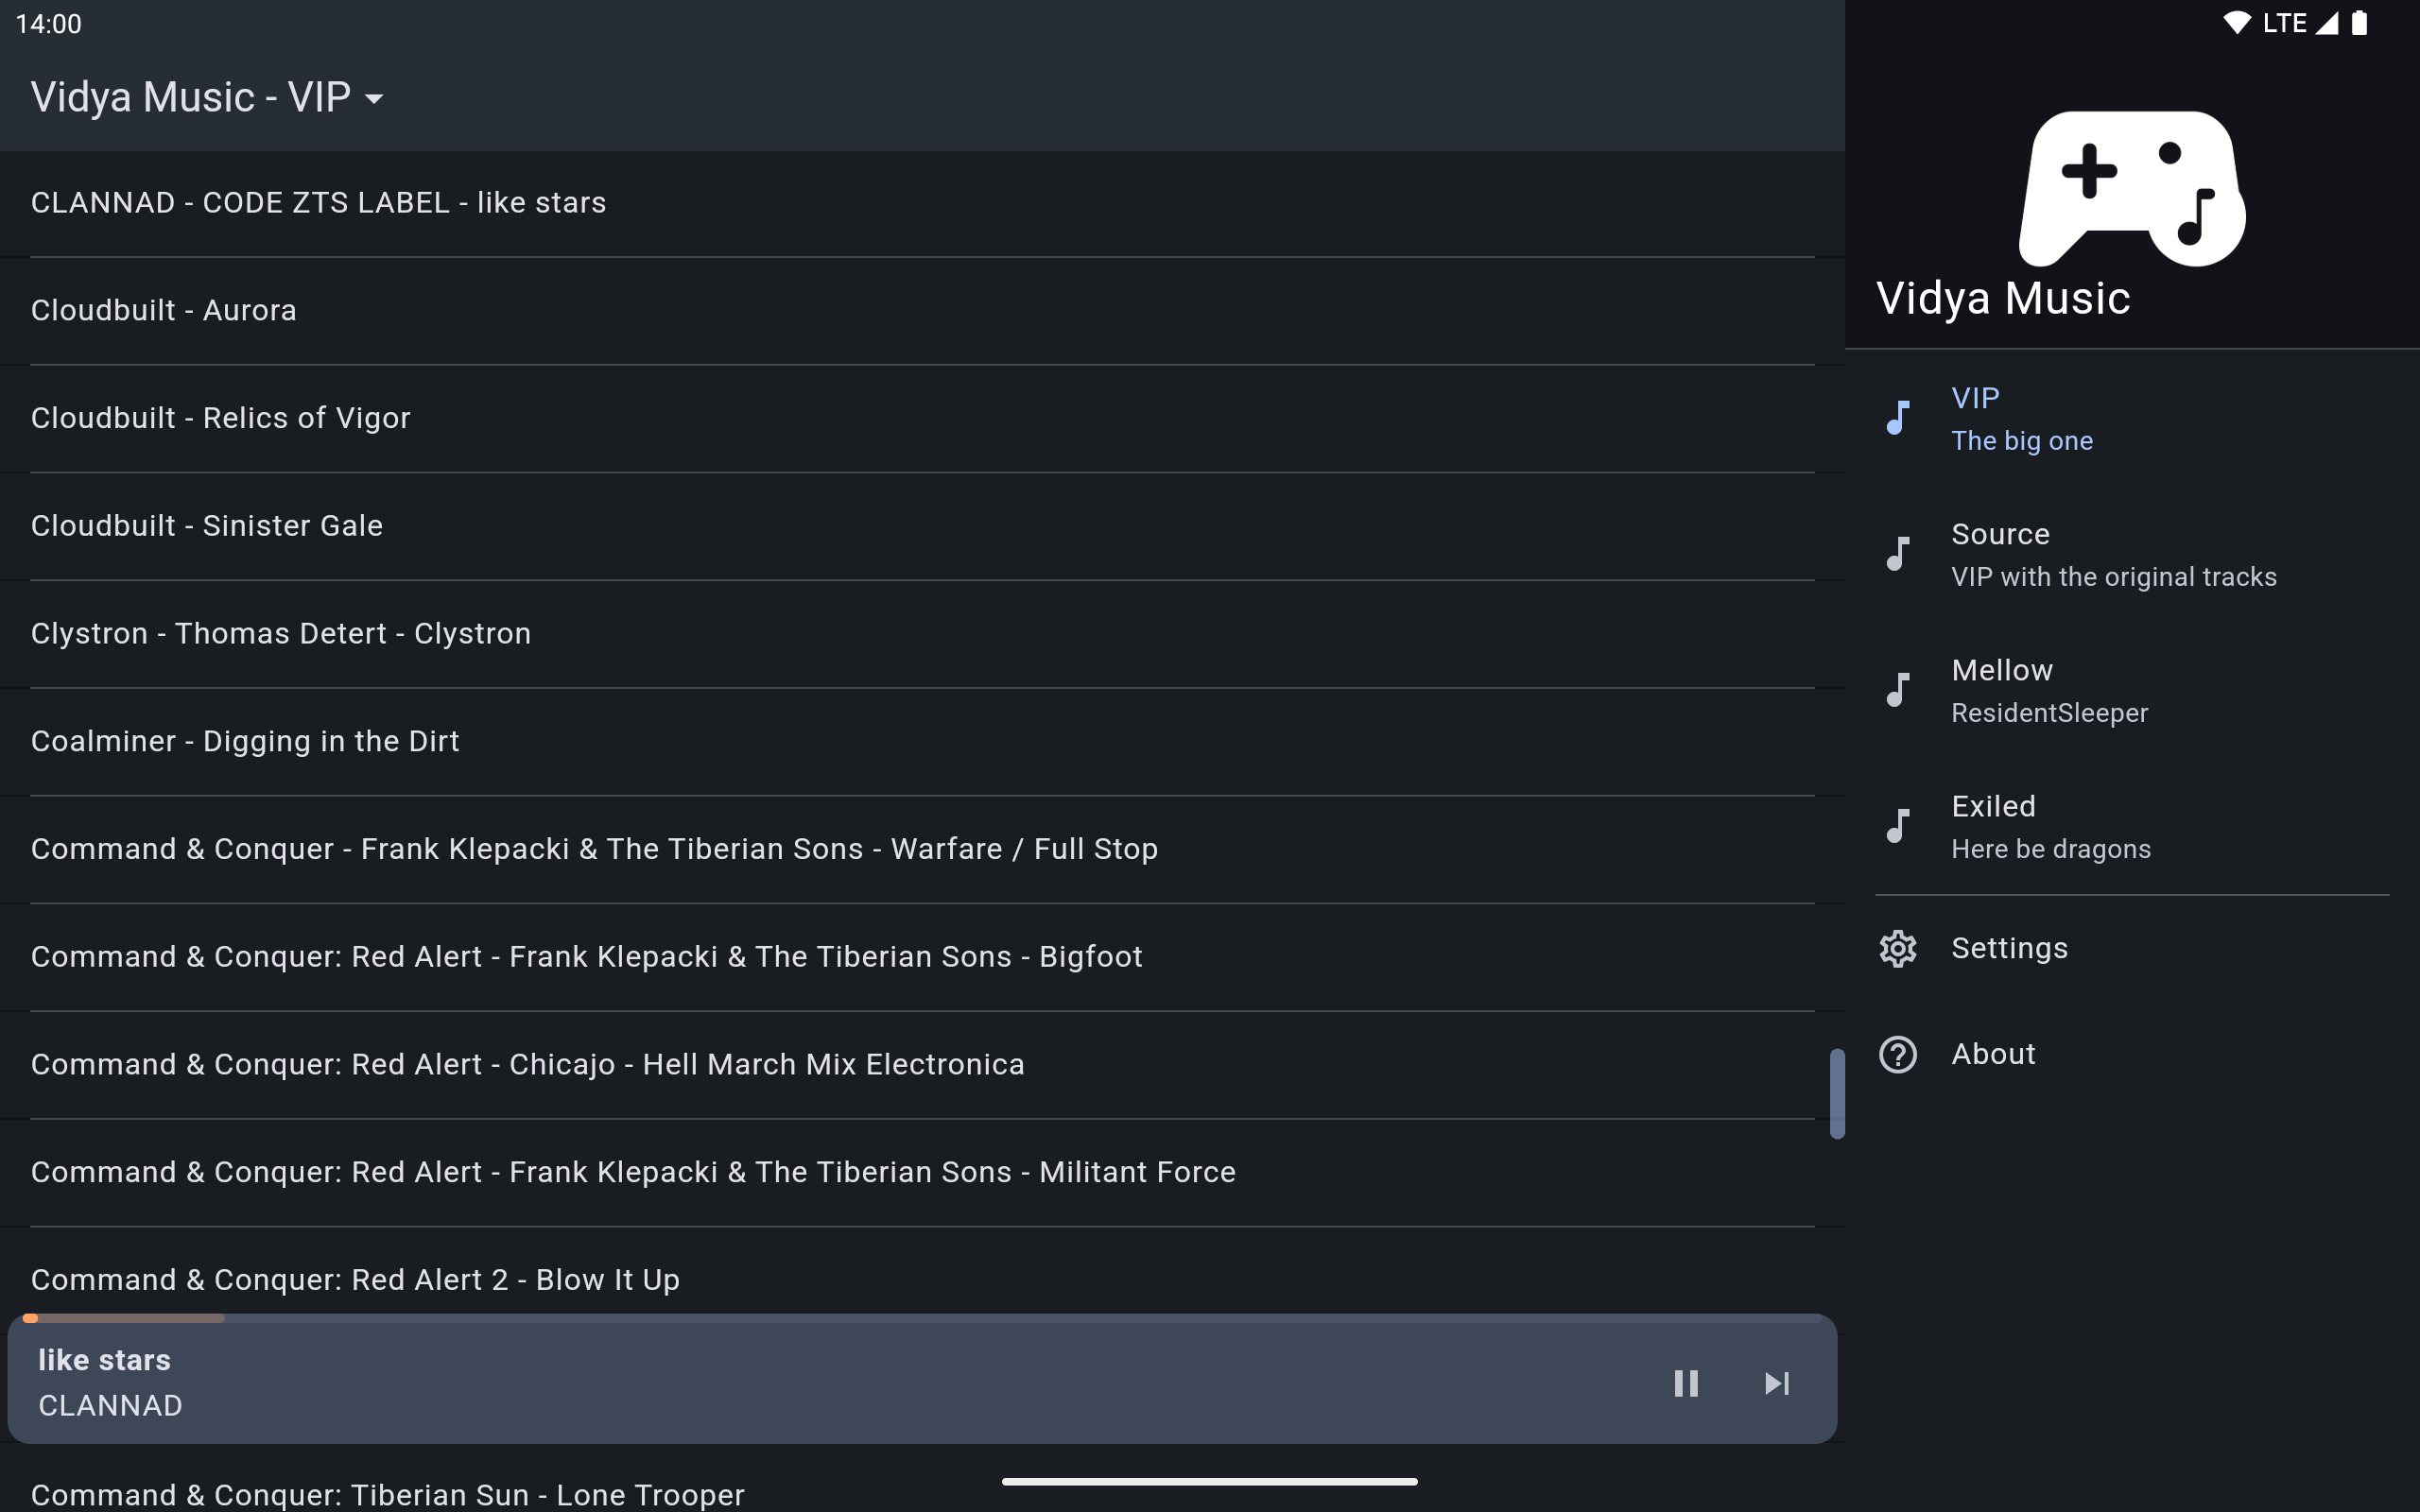 14:00
LTE
Vidya Music - VIP
CLANNAD - CODE ZTS LABEL - like stars
Cloudbuilt - Aurora
Cloudbuilt - Relics of Vigor
Cloudbuilt - Sinister Gale
Clystron - Thomas Detert - Clystron
Coalminer - Digging in the Dirt
Command & Conquer - Frank Klepacki & The Tiberian Sons - Warfare / Full Stop
Command & Conquer: Red Alert - Frank Klepacki & The Tiberian Sons - Bigfoot
Command & Conquer: Red Alert - Chicajo - Hell March Mix Electronica
Command & Conquer: Red Alert - Frank Klepacki & The Tiberian Sons - Militant Force
Command & Conquer: Red Alert 2 - Blow It Up
like stars
CLANNAD
Command & Conquer: Tiberian Sun - Lone Trooper
Vidya Music
VIP
The big one
Source
VIP with the original tracks
Mellow
ResidentSleeper
Exiled
Here be dragons
Settings
About